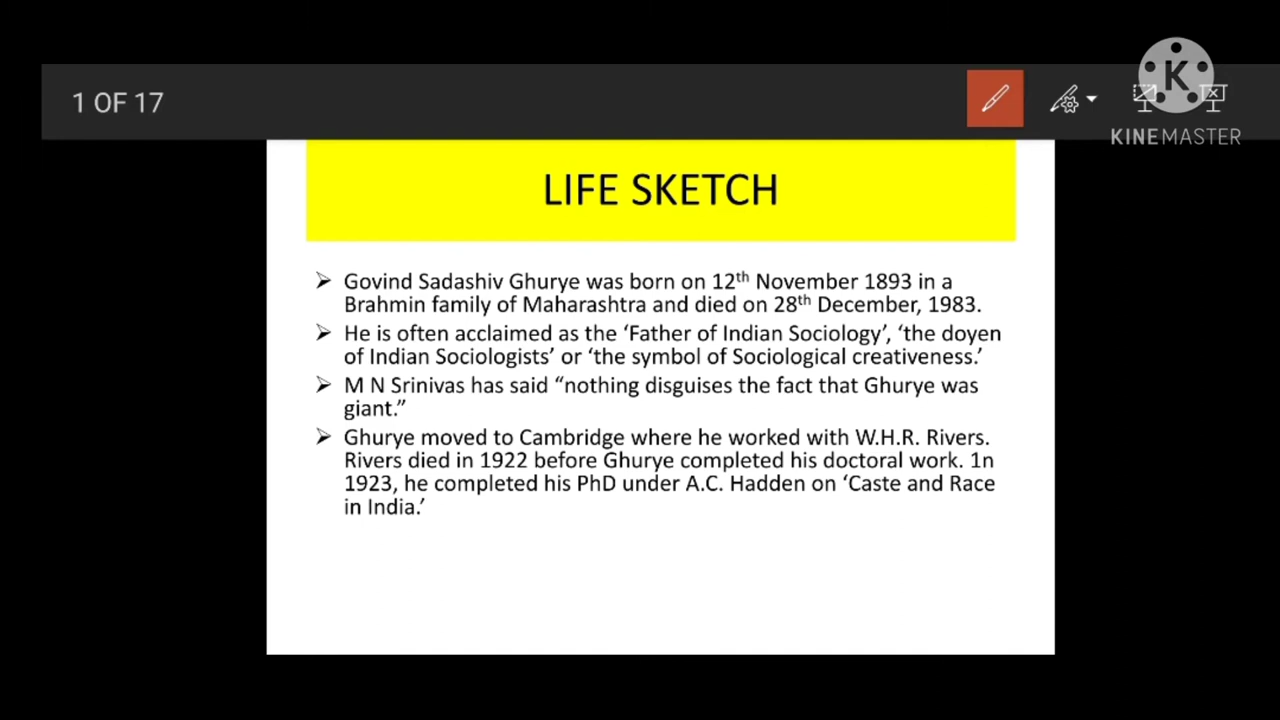 1 OF 17
KINEMASTER
LIFE SKETCH
➢ Govind Sadashiv Ghurye was born on 12th November 1893 in a
Brahmin family of Maharashtra and died on 28th December, 1983.
➢ He is often acclaimed as the ‘Father of Indian Sociology’, ‘the doyen
of Indian Sociologists’ or ‘the symbol of Sociological creativeness.’
➢ M N Srinivas has said “nothing disguises the fact that Ghurye was
giant.”
➢ Ghurye moved to Cambridge where he worked with W.H.R. Rivers.
Rivers died in 1922 before Ghurye completed his doctoral work. 1n
1923, he completed his PhD under A.C. Hadden on ‘Caste and Race
in India.’